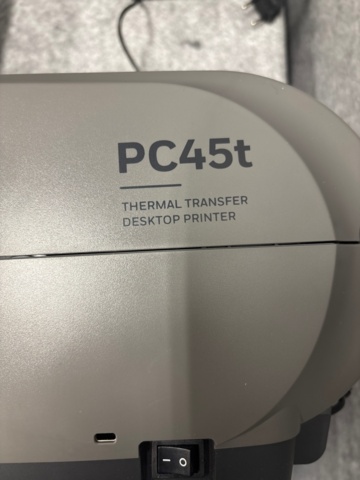 PC45t
THERMAL TRANSFER
DESKTOP PRINTER